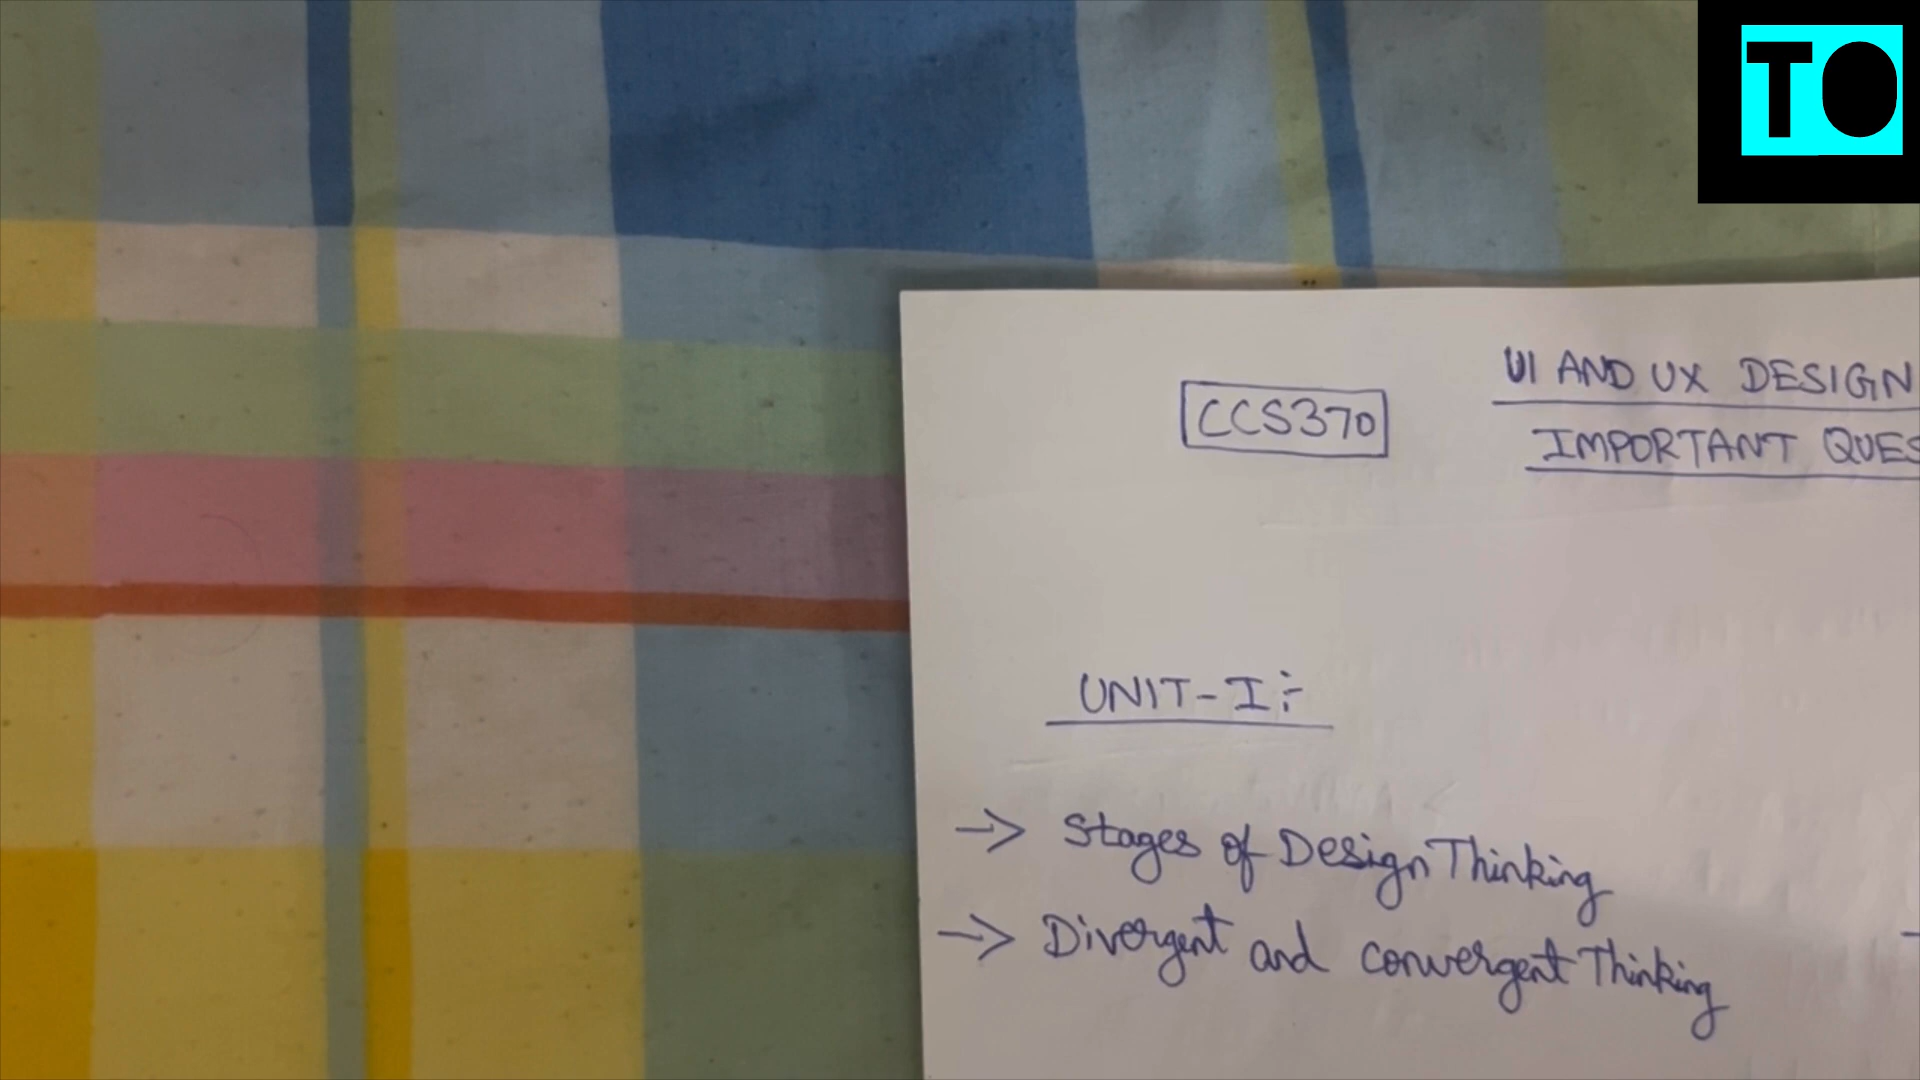 TO
CCS370
UI AND UX DESIGN
IMPORTANT QUES
UNIT-I :-
→ Stages of Design Thinking
→ Divergent and convergent Thinking